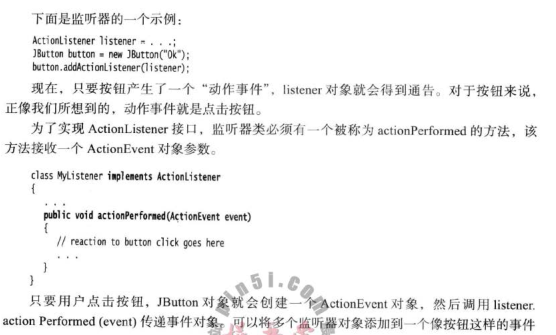 下面是监听器的一个示例：
ActionListener listener = . . .;
JButton button = new JButton("Ok");
button.addActionListener(listener);
现在，只要按钮产生了一个“动作事件”，listener 对象就会得到通告。对于按钮来说，
正像我们所想到的，动作事件就是点击按钮。
为了实现 ActionListener 接口，监听器类必须有一个被称为 actionPerformed 的方法，该
方法接收一个 ActionEvent 对象参数。
class MyListener implements ActionListener
{
. . .
public void actionPerformed(ActionEvent event)
{
// reaction to button click goes here
. . .
}
}
只要用户点击按钮，JButton 对象就会创建一个 ActionEvent 对象，然后调用 listener.
action Performed (event) 传递事件对象。可以将多个监听器对象添加到一个像按钮这样的事件